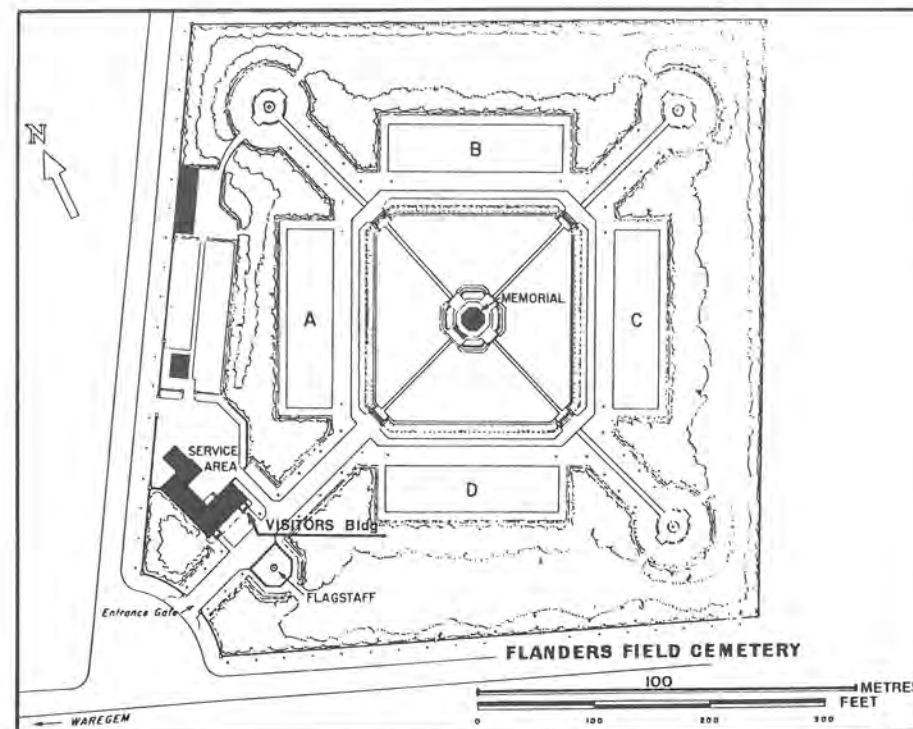 N
B
A
MEMORIAL
C
SERVICE
AREA
D
VISITORS Bldg
FLAGSTAFF
Entrance Gate
FLANDERS FIELD CEMETERY
100
METRES
FEET
0 100 200 300
WAREGEM